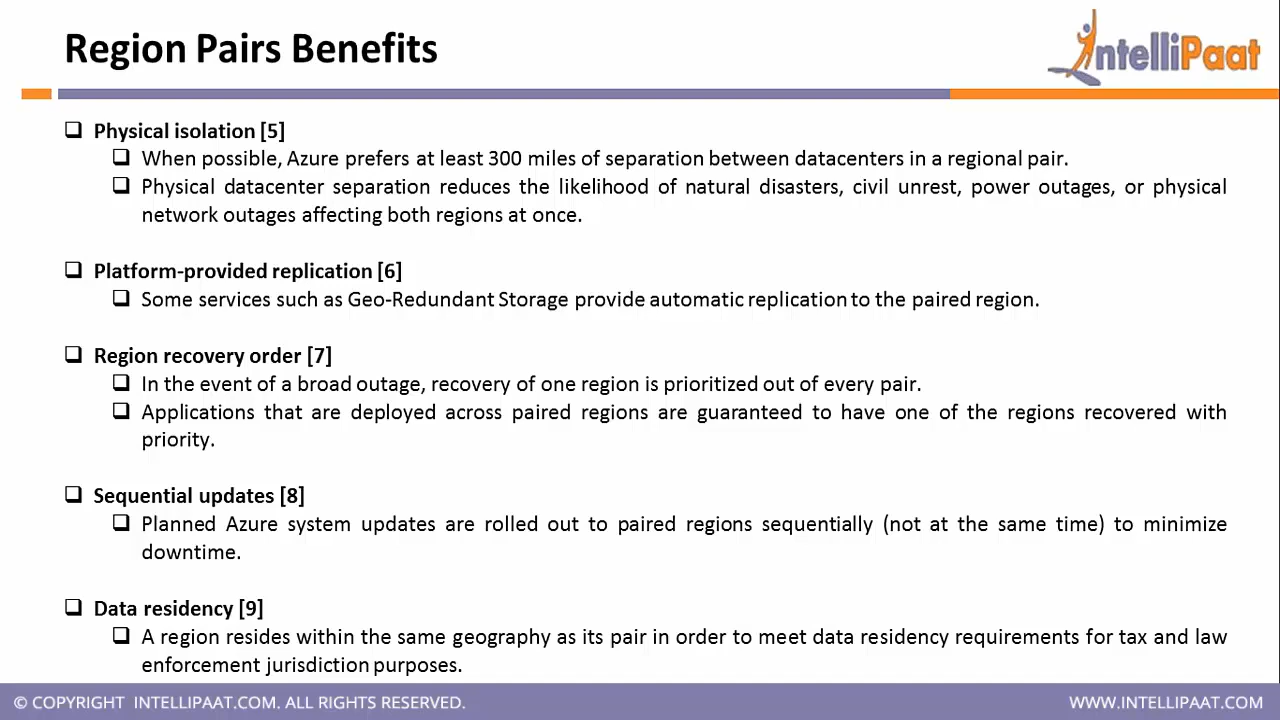 Region Pairs Benefits
IntelliPaat
❑ Physical isolation [5]
❑ When possible, Azure prefers at least 300 miles of separation between datacenters in a regional pair.
❑ Physical datacenter separation reduces the likelihood of natural disasters, civil unrest, power outages, or physical
network outages affecting both regions at once.
❑ Platform-provided replication [6]
❑ Some services such as Geo-Redundant Storage provide automatic replication to the paired region.
❑ Region recovery order [7]
❑ In the event of a broad outage, recovery of one region is prioritized out of every pair.
❑ Applications that are deployed across paired regions are guaranteed to have one of the regions recovered with
priority.
❑ Sequential updates [8]
❑ Planned Azure system updates are rolled out to paired regions sequentially (not at the same time) to minimize
downtime.
❑ Data residency [9]
❑ A region resides within the same geography as its pair in order to meet data residency requirements for tax and law
enforcement jurisdiction purposes.
© COPYRIGHT INTELLIPAAT.COM. ALL RIGHTS RESERVED.
WWW.INTELLIPAAT.COM